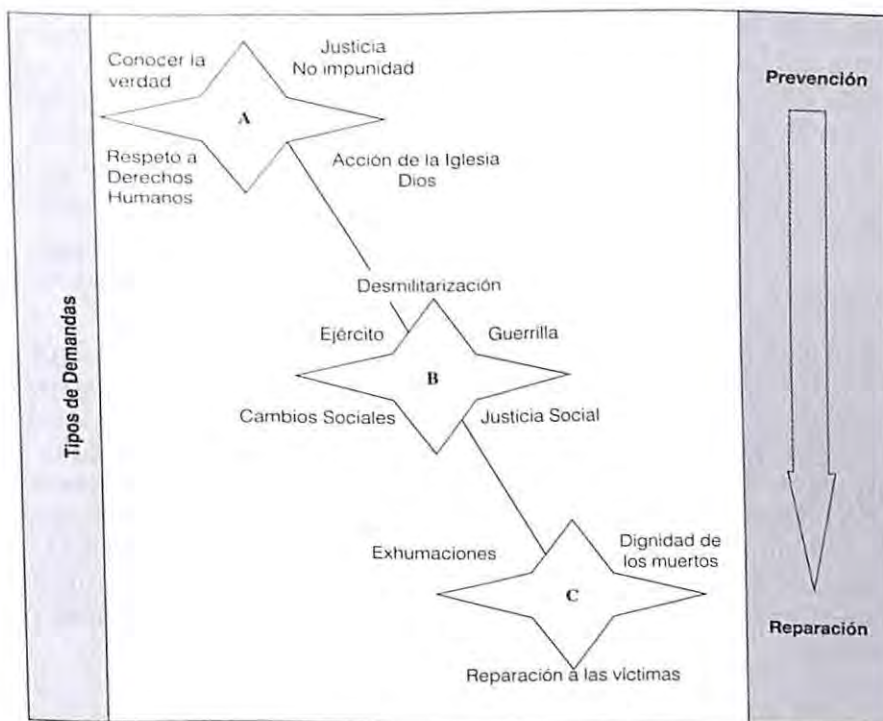 Tipos de Demandas
Conocer la
verdad
Justicia
No impunidad
A
Respeto a
Derechos
Humanos
Acción de la Iglesia
Dios
Desmilitarización
Ejército
Guerrilla
B
Cambios Sociales
Justicia Social
Exhumaciones
Dignidad de
los muertos
C
Reparación a las víctimas
Prevención
Reparación